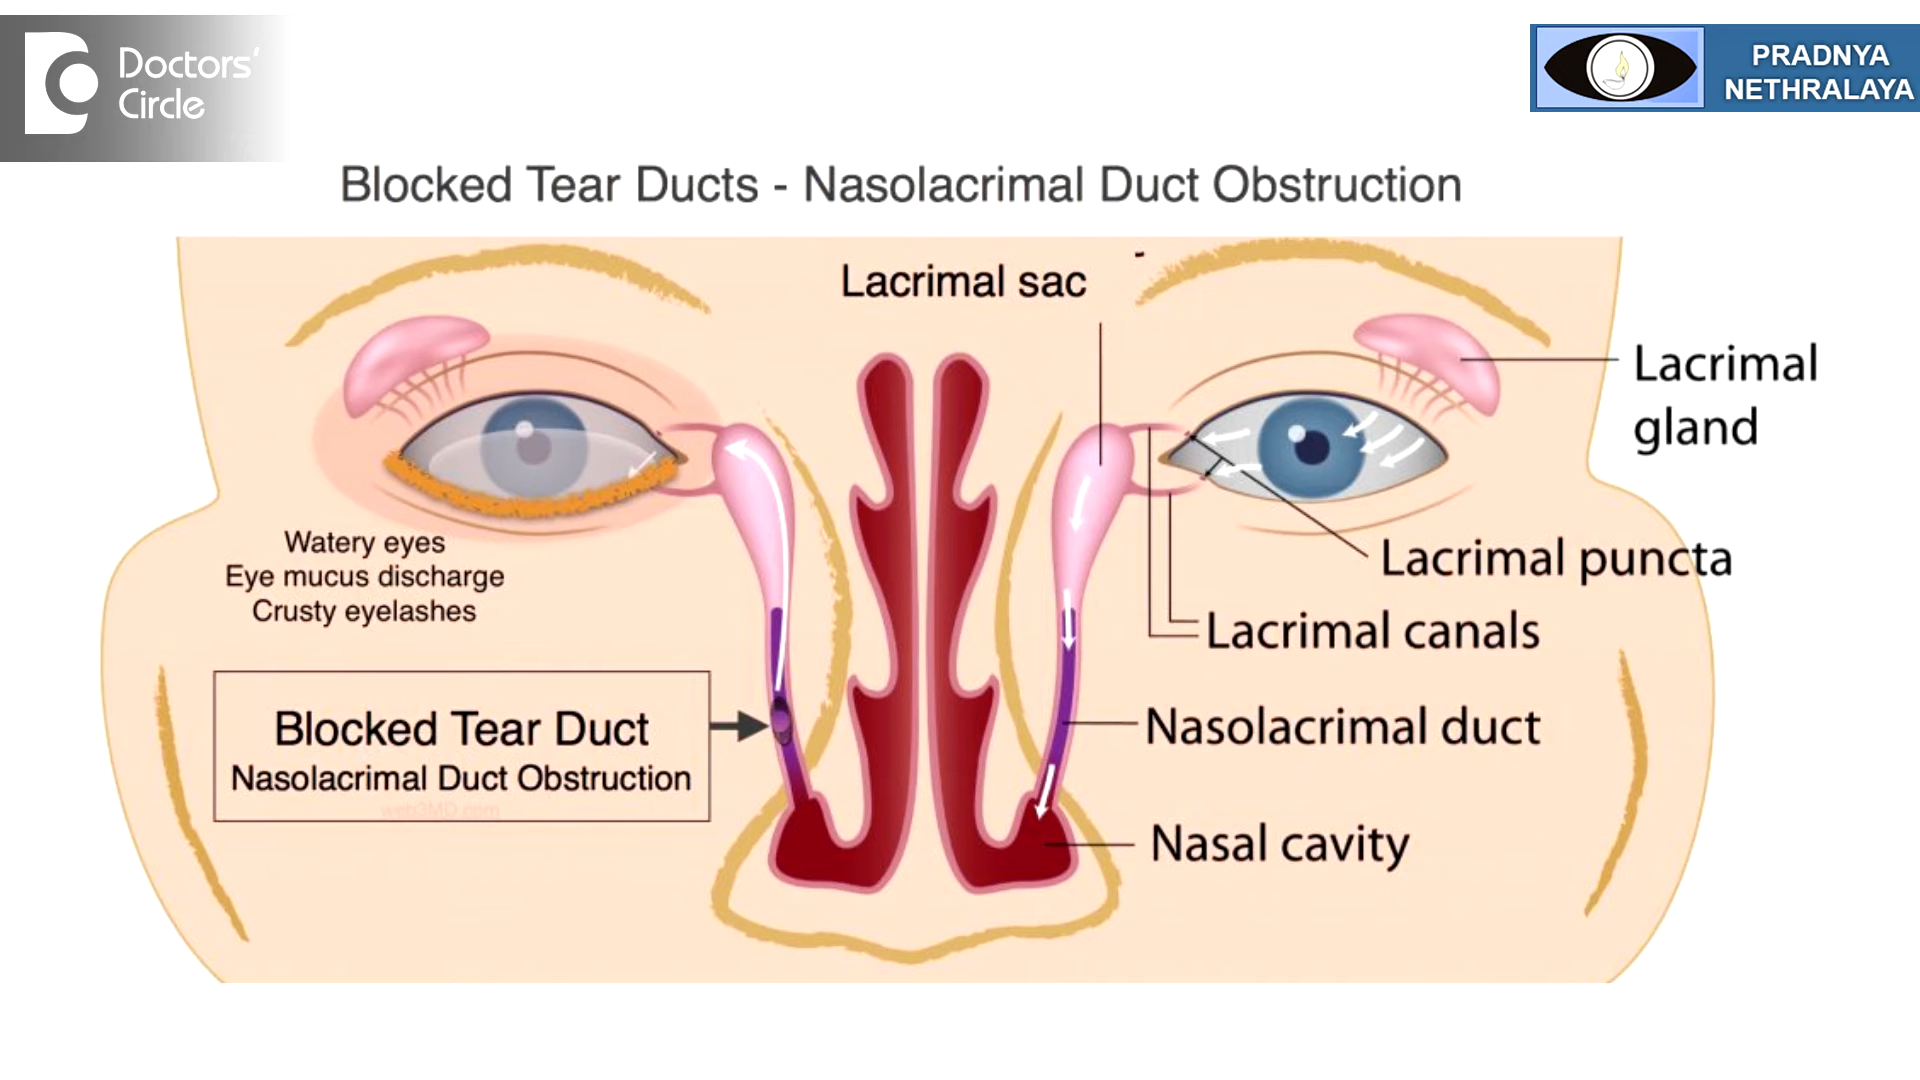 Doctors'
Circle
PRADNYA
NETHRALAYA
Blocked Tear Ducts - Nasolacrimal Duct Obstruction
Lacrimal sac
Lacrimal
gland
Watery eyes
Eye mucus discharge
Crusty eyelashes
Lacrimal puncta
Lacrimal canals
Blocked Tear Duct
Nasolacrimal Duct Obstruction
Nasolacrimal duct
Nasal cavity